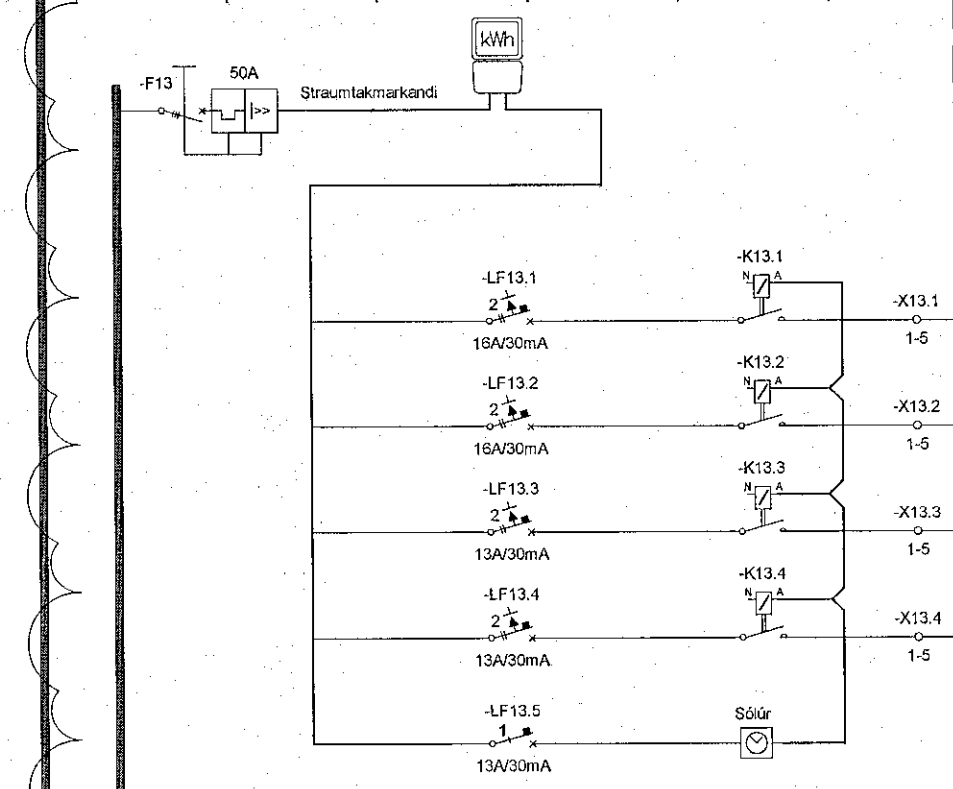 kWh
-F13
50A
Straumtakmarkandi
>>
-LF13.1
2
16A/30mA
-K13.1
N A
-X13.1
1-5
-LF13.2
2
16A/30mA
-K13.2
N A
-X13.2
1-5
-LF13.3
2
13A/30mA
-K13.3
N A
-X13.3
1-5
-LF13.4
2
13A/30mA
-K13.4
N A
-X13.4
1-5
-LF13.5
1
13A/30mA
Sólúr